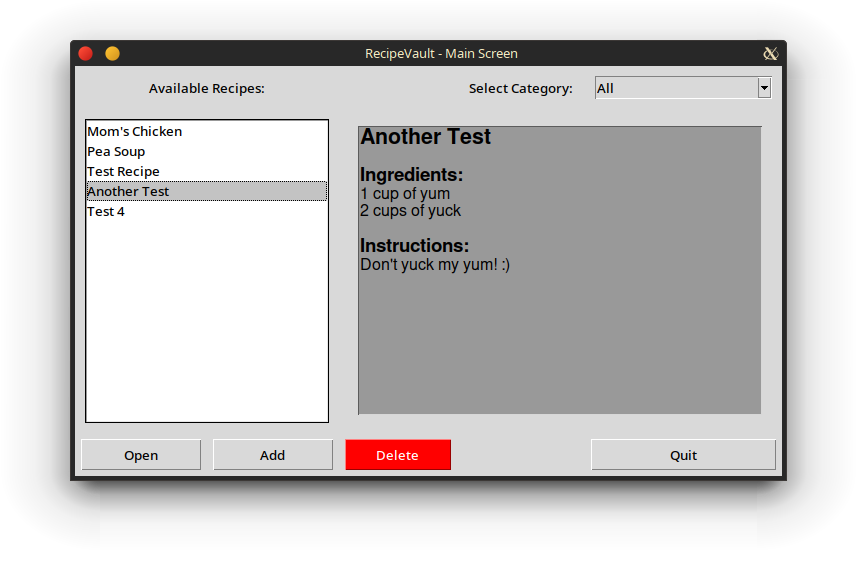 RecipeVault - Main Screen
Available Recipes:
Select Category:
All
Mom's Chicken
Pea Soup
Test Recipe
Another Test
Test 4
Another Test
Ingredients:
1 cup of yum
2 cups of yuck
Instructions:
Don't yuck my yum! :)
Open
Add
Delete
Quit